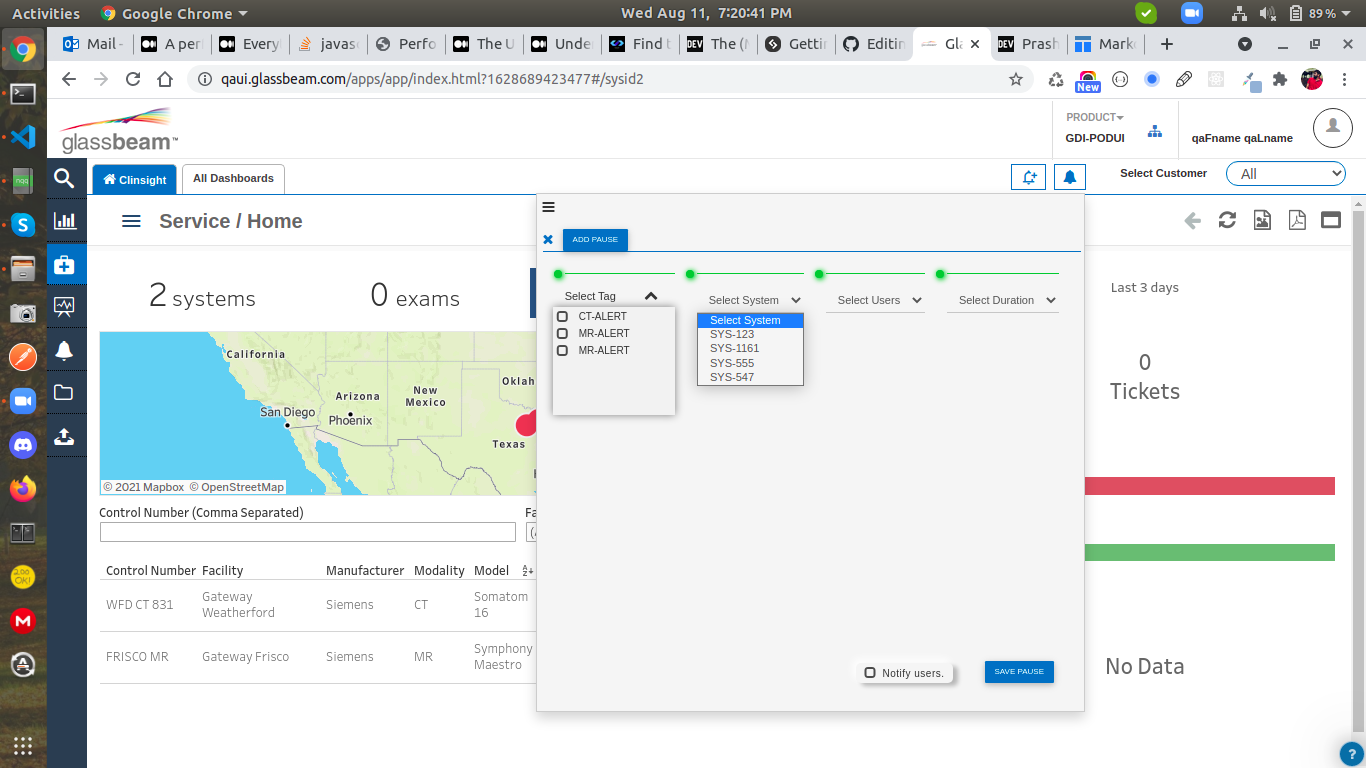 Activities
Google Chrome
Wed Aug 11, 7:20:41 PM
89 %
Mail -
A per
Every
javasc
Perfo
The U
Unde
Find t
DEV
The (
Gettin
Editin
Gla
DEV
Prash
Mark
qaui.glassbeam.com/apps/app/index.html?1628689423477#/sysid2
New
glassbeam™
PRODUCT
GDI-PODUI
qaFname qaLname
Clinsight
All Dashboards
Select Customer
All
Service / Home
ADD PAUSE
2 systems
0 exams
Select Tag
CT-ALERT
MR-ALERT
MR-ALERT
Select System
Select System
SYS-123
SYS-1161
SYS-555
SYS-547
Select Users
Select Duration
Last 3 days
0
Tickets
California
Arizona
New
Mexico
Oklah
San Diego
Phoenix
Texas
© 2021 Mapbox © OpenStreetMap
Control Number (Comma Separated)
Fa
Control Number
Facility
Manufacturer
Modality
Model
WFD CT 831
Gateway
Weatherford
Siemens
CT
Somatom
16
FRISCO MR
Gateway Frisco
Siemens
MR
Symphony
Maestro
No Data
Notify users.
SAVE PAUSE
nqq
200
OK!
M
?